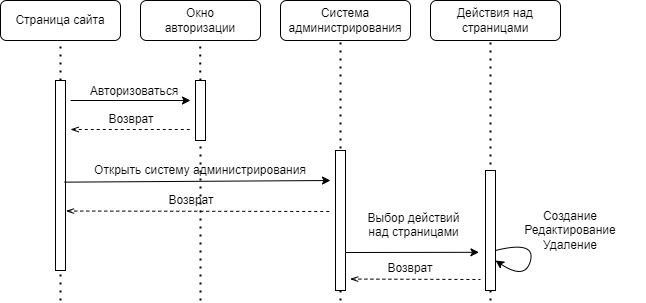 Страница сайта
Окно
авторизации
Система
администрирования
Действия над
страницами
Авторизоваться
Возврат
Открыть систему администрирования
Возврат
Выбор действий
над страницами
Создание
Редактирование
Удаление
Возврат